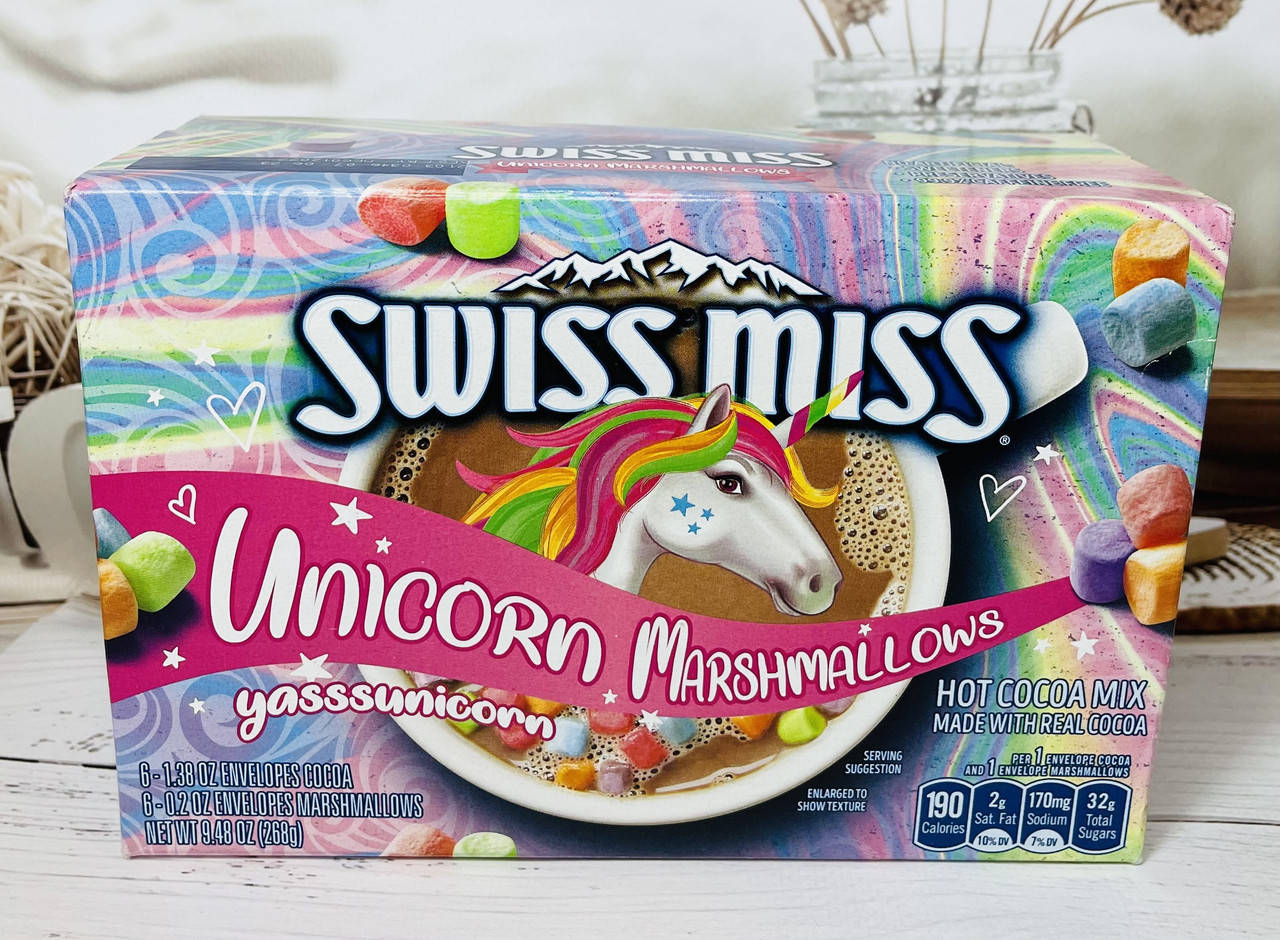 SWISS MISS
UNICORN MARSHMALLOWS
SWISS MISS
®
UNICORN MARSHMALLOWS
yasssunicorn
HOT COCOA MIX
MADE WITH REAL COCOA
6 - 1.38 OZ ENVELOPES COCOA
6 - 0.2 OZ ENVELOPES MARSHMALLOWS
NET WT 9.48 OZ (268g)
SERVING
SUGGESTION
ENLARGED TO
SHOW TEXTURE
PER 1 ENVELOPE COCOA
AND 1 ENVELOPE MARSHMALLOWS
190
Calories
2g
Sat. Fat
10% DV
170mg
Sodium
7% DV
32g
Total
Sugars